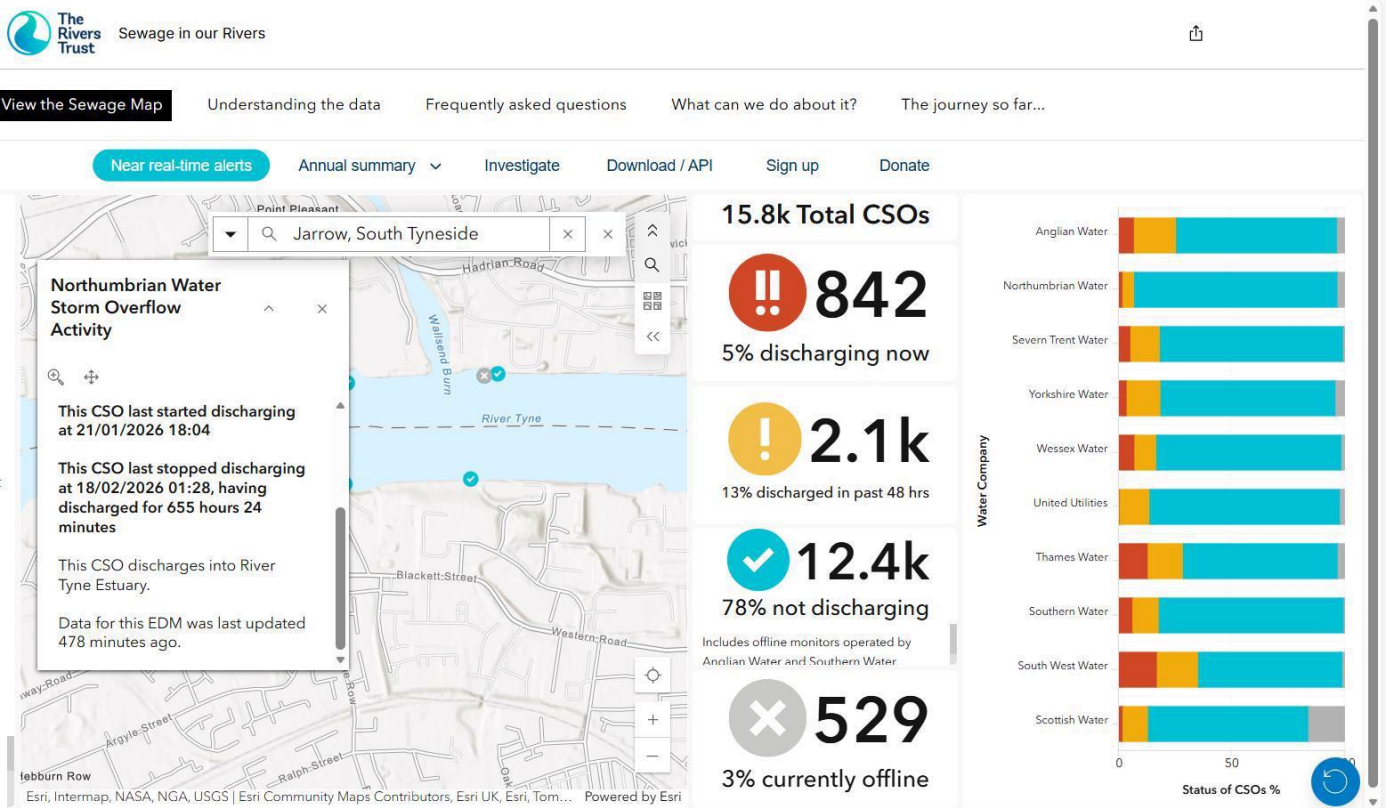 The
Rivers
Trust
Sewage in our Rivers
View the Sewage Map
Understanding the data
Frequently asked questions
What can we do about it?
The journey so far...
Near real-time alerts
Annual summary
Investigate
Download / API
Sign up
Donate
Point Pleasant
Jarrow, South Tyneside
Hadrian Road
Northumbrian Water
Storm Overflow
Activity
This CSO last started discharging
at 21/01/2026 18:04
This CSO last stopped discharging
at 18/02/2026 01:28, having
discharged for 655 hours 24
minutes
This CSO discharges into River
Tyne Estuary.
Data for this EDM was last updated
478 minutes ago.
Wallsend Burn
River Tyne
Blackett Street
Western Road
Argyle Street
Ralph Street
Hebburn Row
Esri, Intermap, NASA, NGA, USGS | Esri Community Maps Contributors, Esri UK, Esri, Tom...
Powered by Esri
15.8k Total CSOs
842
5% discharging now
2.1k
13% discharged in past 48 hrs
12.4k
78% not discharging
Includes offline monitors operated by
Anglian Water and Southern Water
529
3% currently offline
Water Company
Anglian Water
Northumbrian Water
Severn Trent Water
Yorkshire Water
Wessex Water
United Utilities
Thames Water
Southern Water
South West Water
Scottish Water
0
50
Status of CSOs %